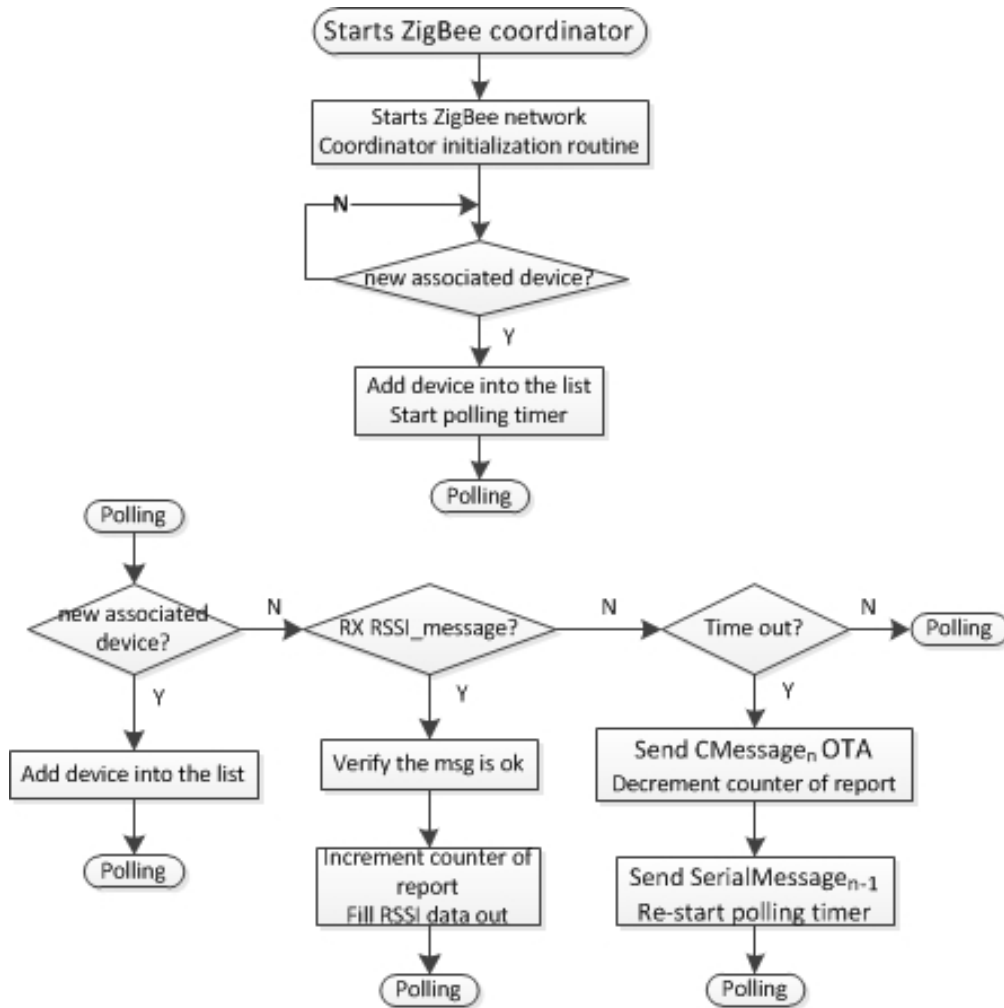 Starts ZigBee coordinator
Starts ZigBee network
Coordinator initialization routine
N
new associated device?
Y
Add device into the list
Start polling timer
Polling
Polling
new associated
device?
N
RX RSSI_message?
N
Time out?
N
Polling
Y
Y
Y
Add device into the list
Verify the msg is ok
Send CMessageₙ OTA
Decrement counter of report
Polling
Increment counter of
report
Fill RSSI data out
Send SerialMessageₙ₋₁
Re-start polling timer
Polling
Polling